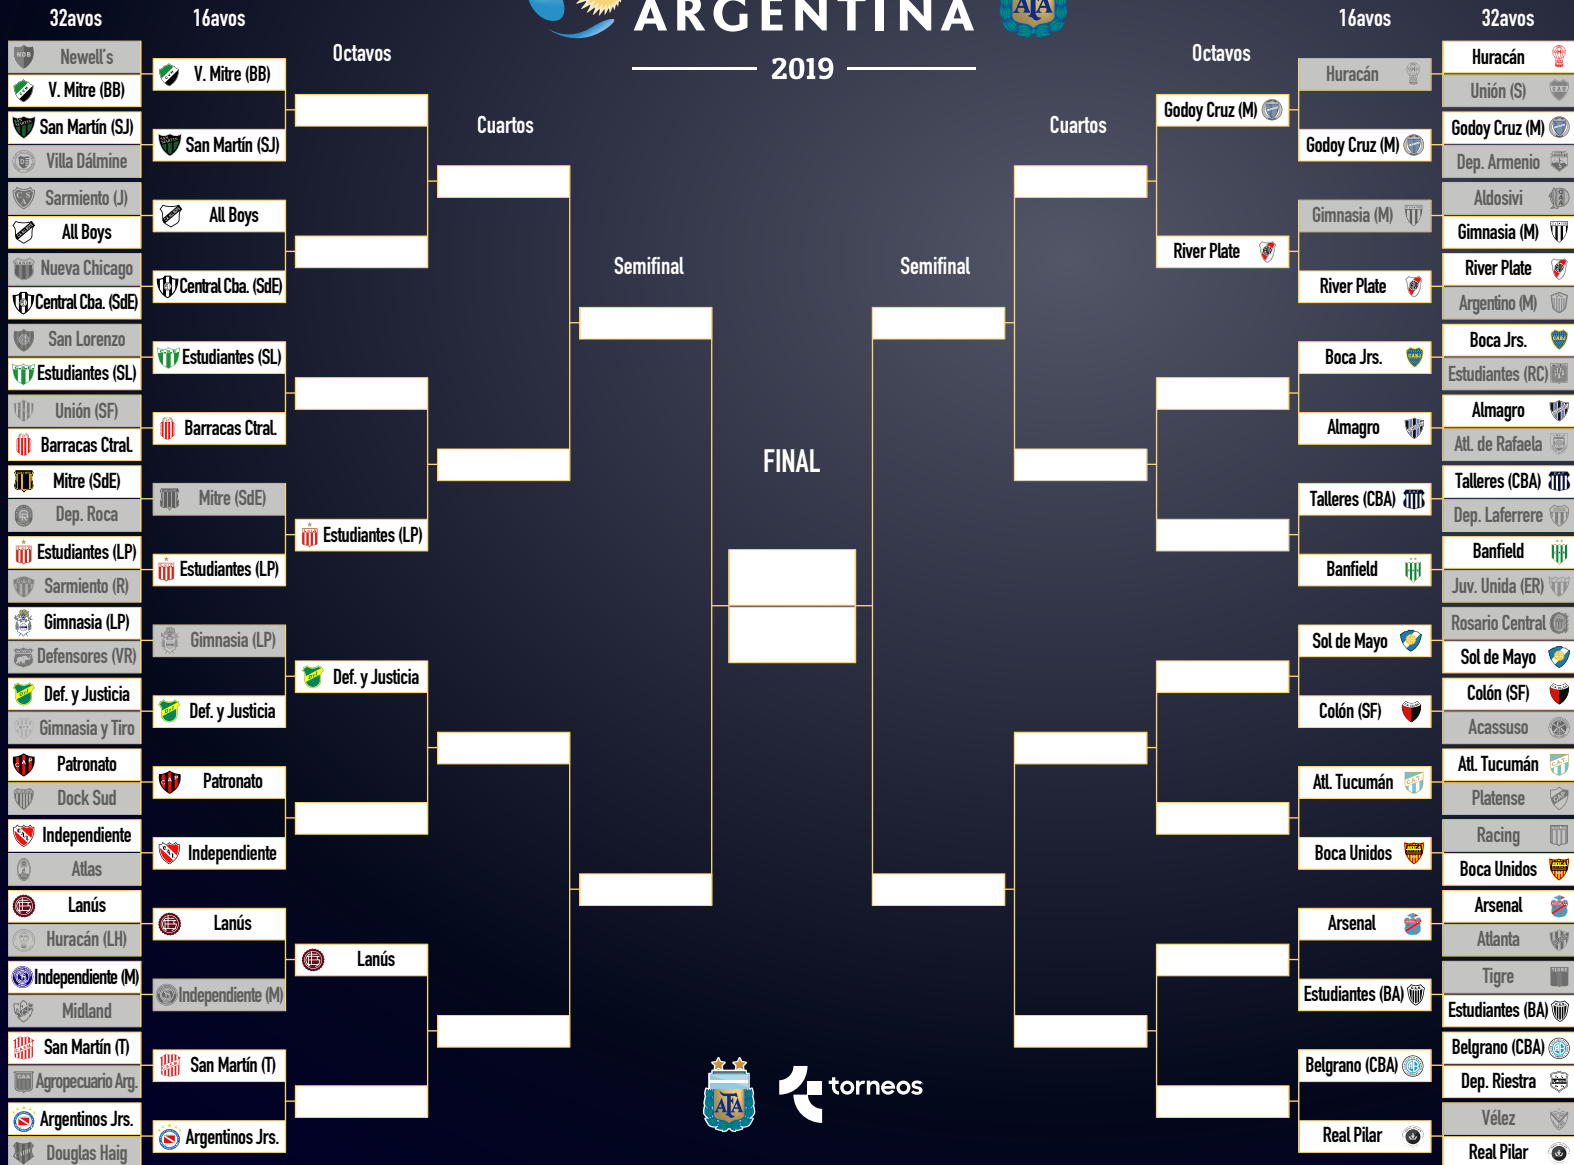 ARGENTINA
AFA
2019
32avos
16avos
Octavos
Cuartos
Semifinal
FINAL
Semifinal
Cuartos
Octavos
16avos
32avos
Newell's
V. Mitre (BB)
San Martín (SJ)
Villa Dálmine
Sarmiento (J)
All Boys
Nueva Chicago
Central Cba. (SdE)
San Lorenzo
Estudiantes (SL)
Unión (SF)
Barracas Ctral.
Mitre (SdE)
Dep. Roca
Estudiantes (LP)
Sarmiento (R)
Gimnasia (LP)
Defensores (VR)
Def. y Justicia
Gimnasia y Tiro
Patronato
Dock Sud
Independiente
Atlas
Lanús
Huracán (LH)
Independiente (M)
Midland
San Martín (T)
Agropecuario Arg.
Argentinos Jrs.
Douglas Haig
V. Mitre (BB)
San Martín (SJ)
All Boys
Central Cba. (SdE)
Estudiantes (SL)
Barracas Ctral.
Mitre (SdE)
Estudiantes (LP)
Gimnasia (LP)
Def. y Justicia
Patronato
Independiente
Lanús
Independiente (M)
San Martín (T)
Argentinos Jrs.
Estudiantes (LP)
Def. y Justicia
Lanús
Godoy Cruz (M)
River Plate
Huracán
Godoy Cruz (M)
Gimnasia (M)
River Plate
Boca Jrs.
Almagro
Talleres (CBA)
Banfield
Sol de Mayo
Colón (SF)
Atl. Tucumán
Boca Unidos
Arsenal
Estudiantes (BA)
Belgrano (CBA)
Real Pilar
Huracán
Unión (S)
Godoy Cruz (M)
Dep. Armenio
Aldosivi
Gimnasia (M)
River Plate
Argentino (M)
Boca Jrs.
Estudiantes (RC)
Almagro
Atl. de Rafaela
Talleres (CBA)
Dep. Laferrere
Banfield
Juv. Unida (ER)
Rosario Central
Sol de Mayo
Colón (SF)
Acassuso
Atl. Tucumán
Platense
Racing
Boca Unidos
Arsenal
Atlanta
Tigre
Estudiantes (BA)
Belgrano (CBA)
Dep. Riestra
Vélez
Real Pilar
AFA
torneos